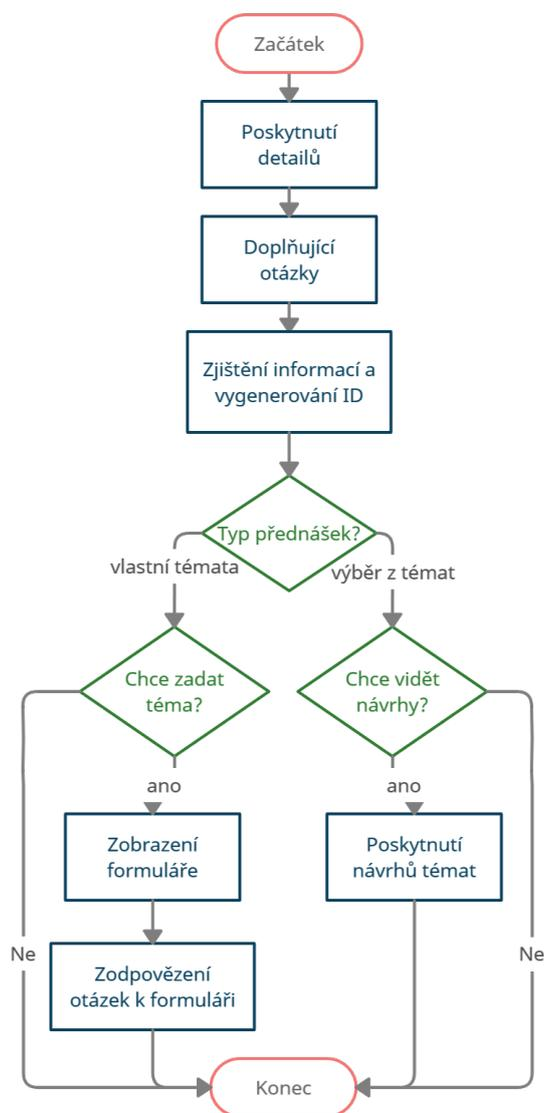 Začátek
Poskytnutí
detailů
Doplňující
otázky
Zjištění informací a
vygenerování ID
Typ přednášek?
vlastní témata
výběr z témat
Chce zadat
téma?
Chce vidět
návrhy?
ano
ano
Zobrazení
formuláře
Poskytnutí
návrhů témat
Ne
Ne
Zodpovězení
otázek k formuláři
Konec